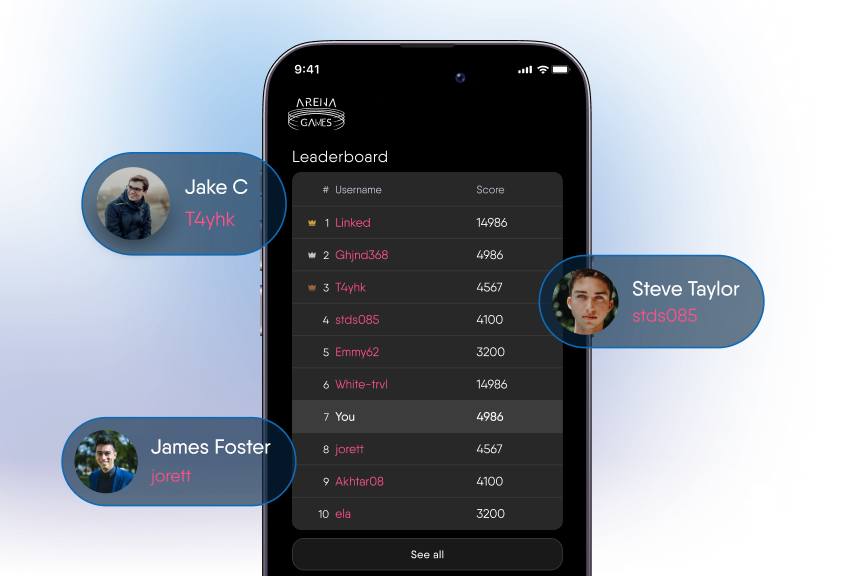 9:41
ARENA
GAMES
Leaderboard
# Username Score
1 Linked 14986
2 Ghjnd368 4986
3 T4yhk 4567
4 stds085 4100
5 Emmy62 3200
6 White-trvl 14986
7 You 4986
8 jorett 4567
9 Akhtar08 4100
10 ela 3200
See all
Jake C
T4yhk
Steve Taylor
stds085
James Foster
jorett